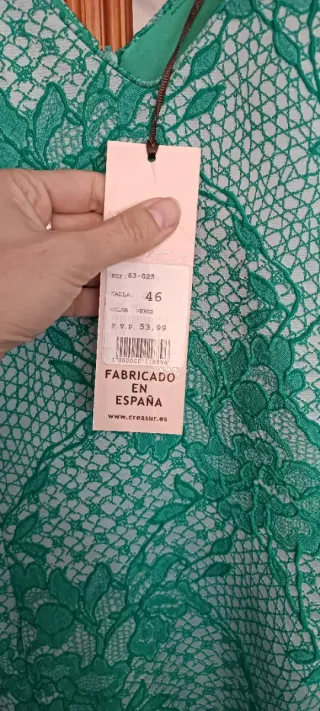 REF: 63-025
TALLA: 46
COLOR VERDE
P.V.P. 53,99
FABRICADO
EN
ESPAÑA
www.creasur.es